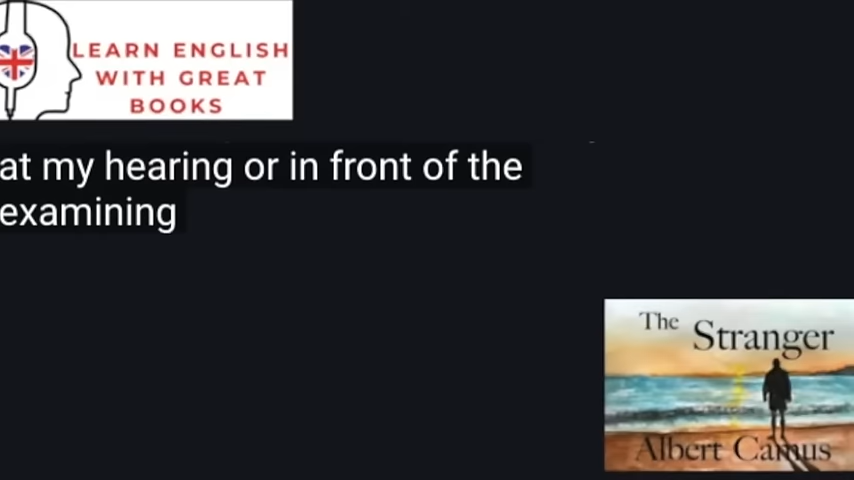 LEARN ENGLISH
WITH GREAT
BOOKS
at my hearing or in front of the
examining
The Stranger
Albert Camus